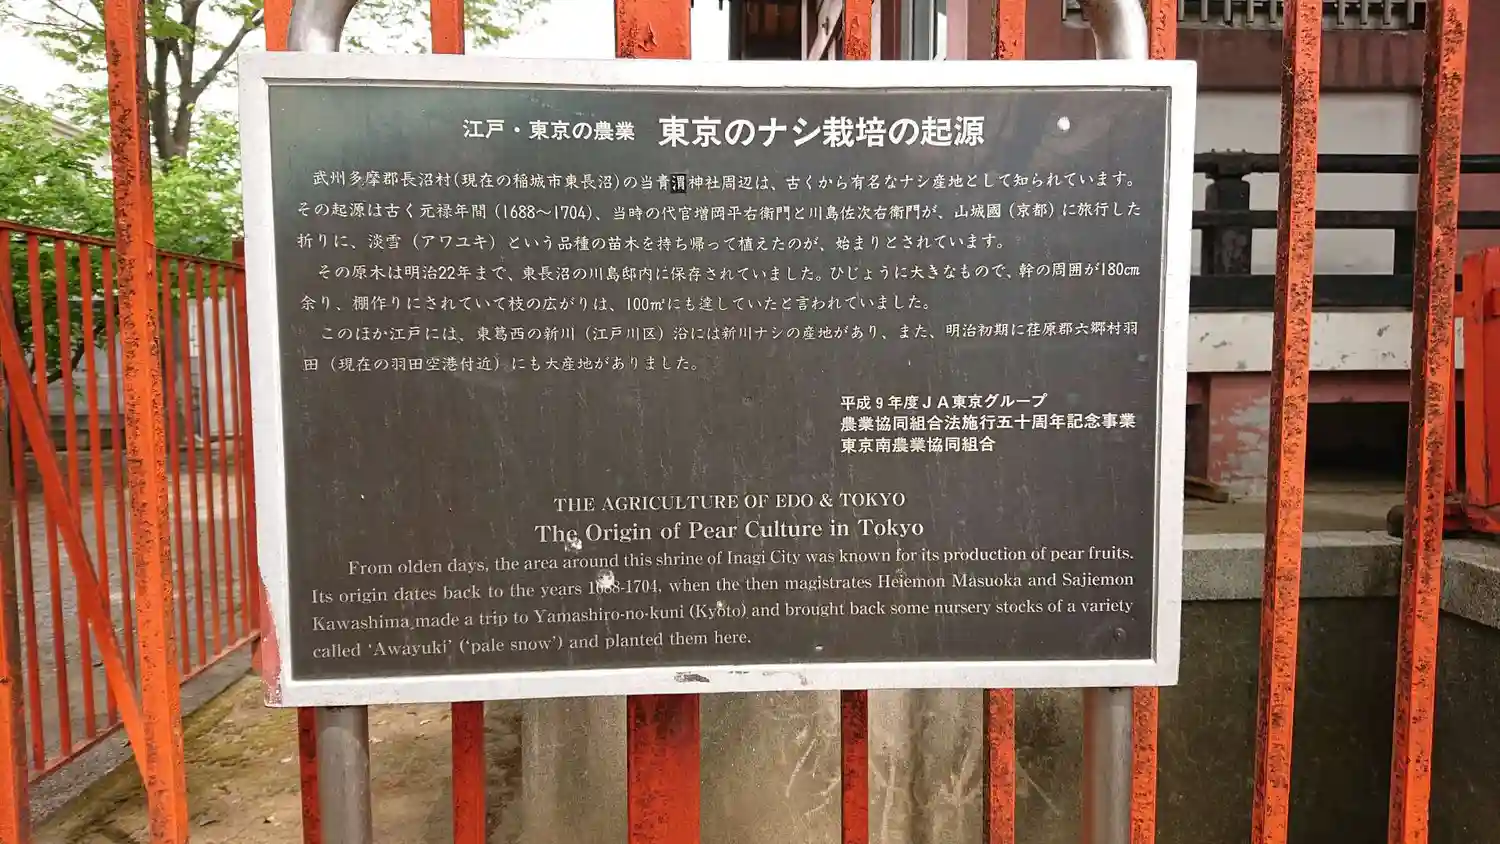 江戸・東京の農業 東京のナシ栽培の起源
武州多摩郡長沼村(現在の稲城市東長沼)の当青渭神社周辺は、古くから有名なナシ産地として知られています。
その起源は古く元禄年間(1688〜1704)、当時の代官増岡平右衛門と川島佐次右衛門が、山城國(京都)に旅行した
折りに、淡雪(アワユキ)という品種の苗木を持ち帰って植えたのが、始まりとされています。
その原木は明治22年まで、東長沼の川島邸内に保存されていました。ひじょうに大きなもので、幹の周囲が180㎝
余り、棚作りにされていて枝の広がりは、100㎡にも達していたと言われていました。
このほか江戸には、東葛西の新川(江戸川区)沿には新川ナシの産地があり、また、明治初期に荏原郡六郷村羽
田(現在の羽田空港付近)にも大産地がありました。
平成9年度JA東京グループ
農業協同組合法施行五十周年記念事業
東京南農業協同組合
THE AGRICULTURE OF EDO & TOKYO
The Origin of Pear Culture in Tokyo
From olden days, the area around this shrine of Inagi City was known for its production of pear fruits.
Its origin dates back to the years 1688-1704, when the then magistrates Heiemon Masuoka and Sajiemon
Kawashima made a trip to Yamashiro-no-kuni (Kyoto) and brought back some nursery stocks of a variety
called 'Awayuki' ('pale snow') and planted them here.